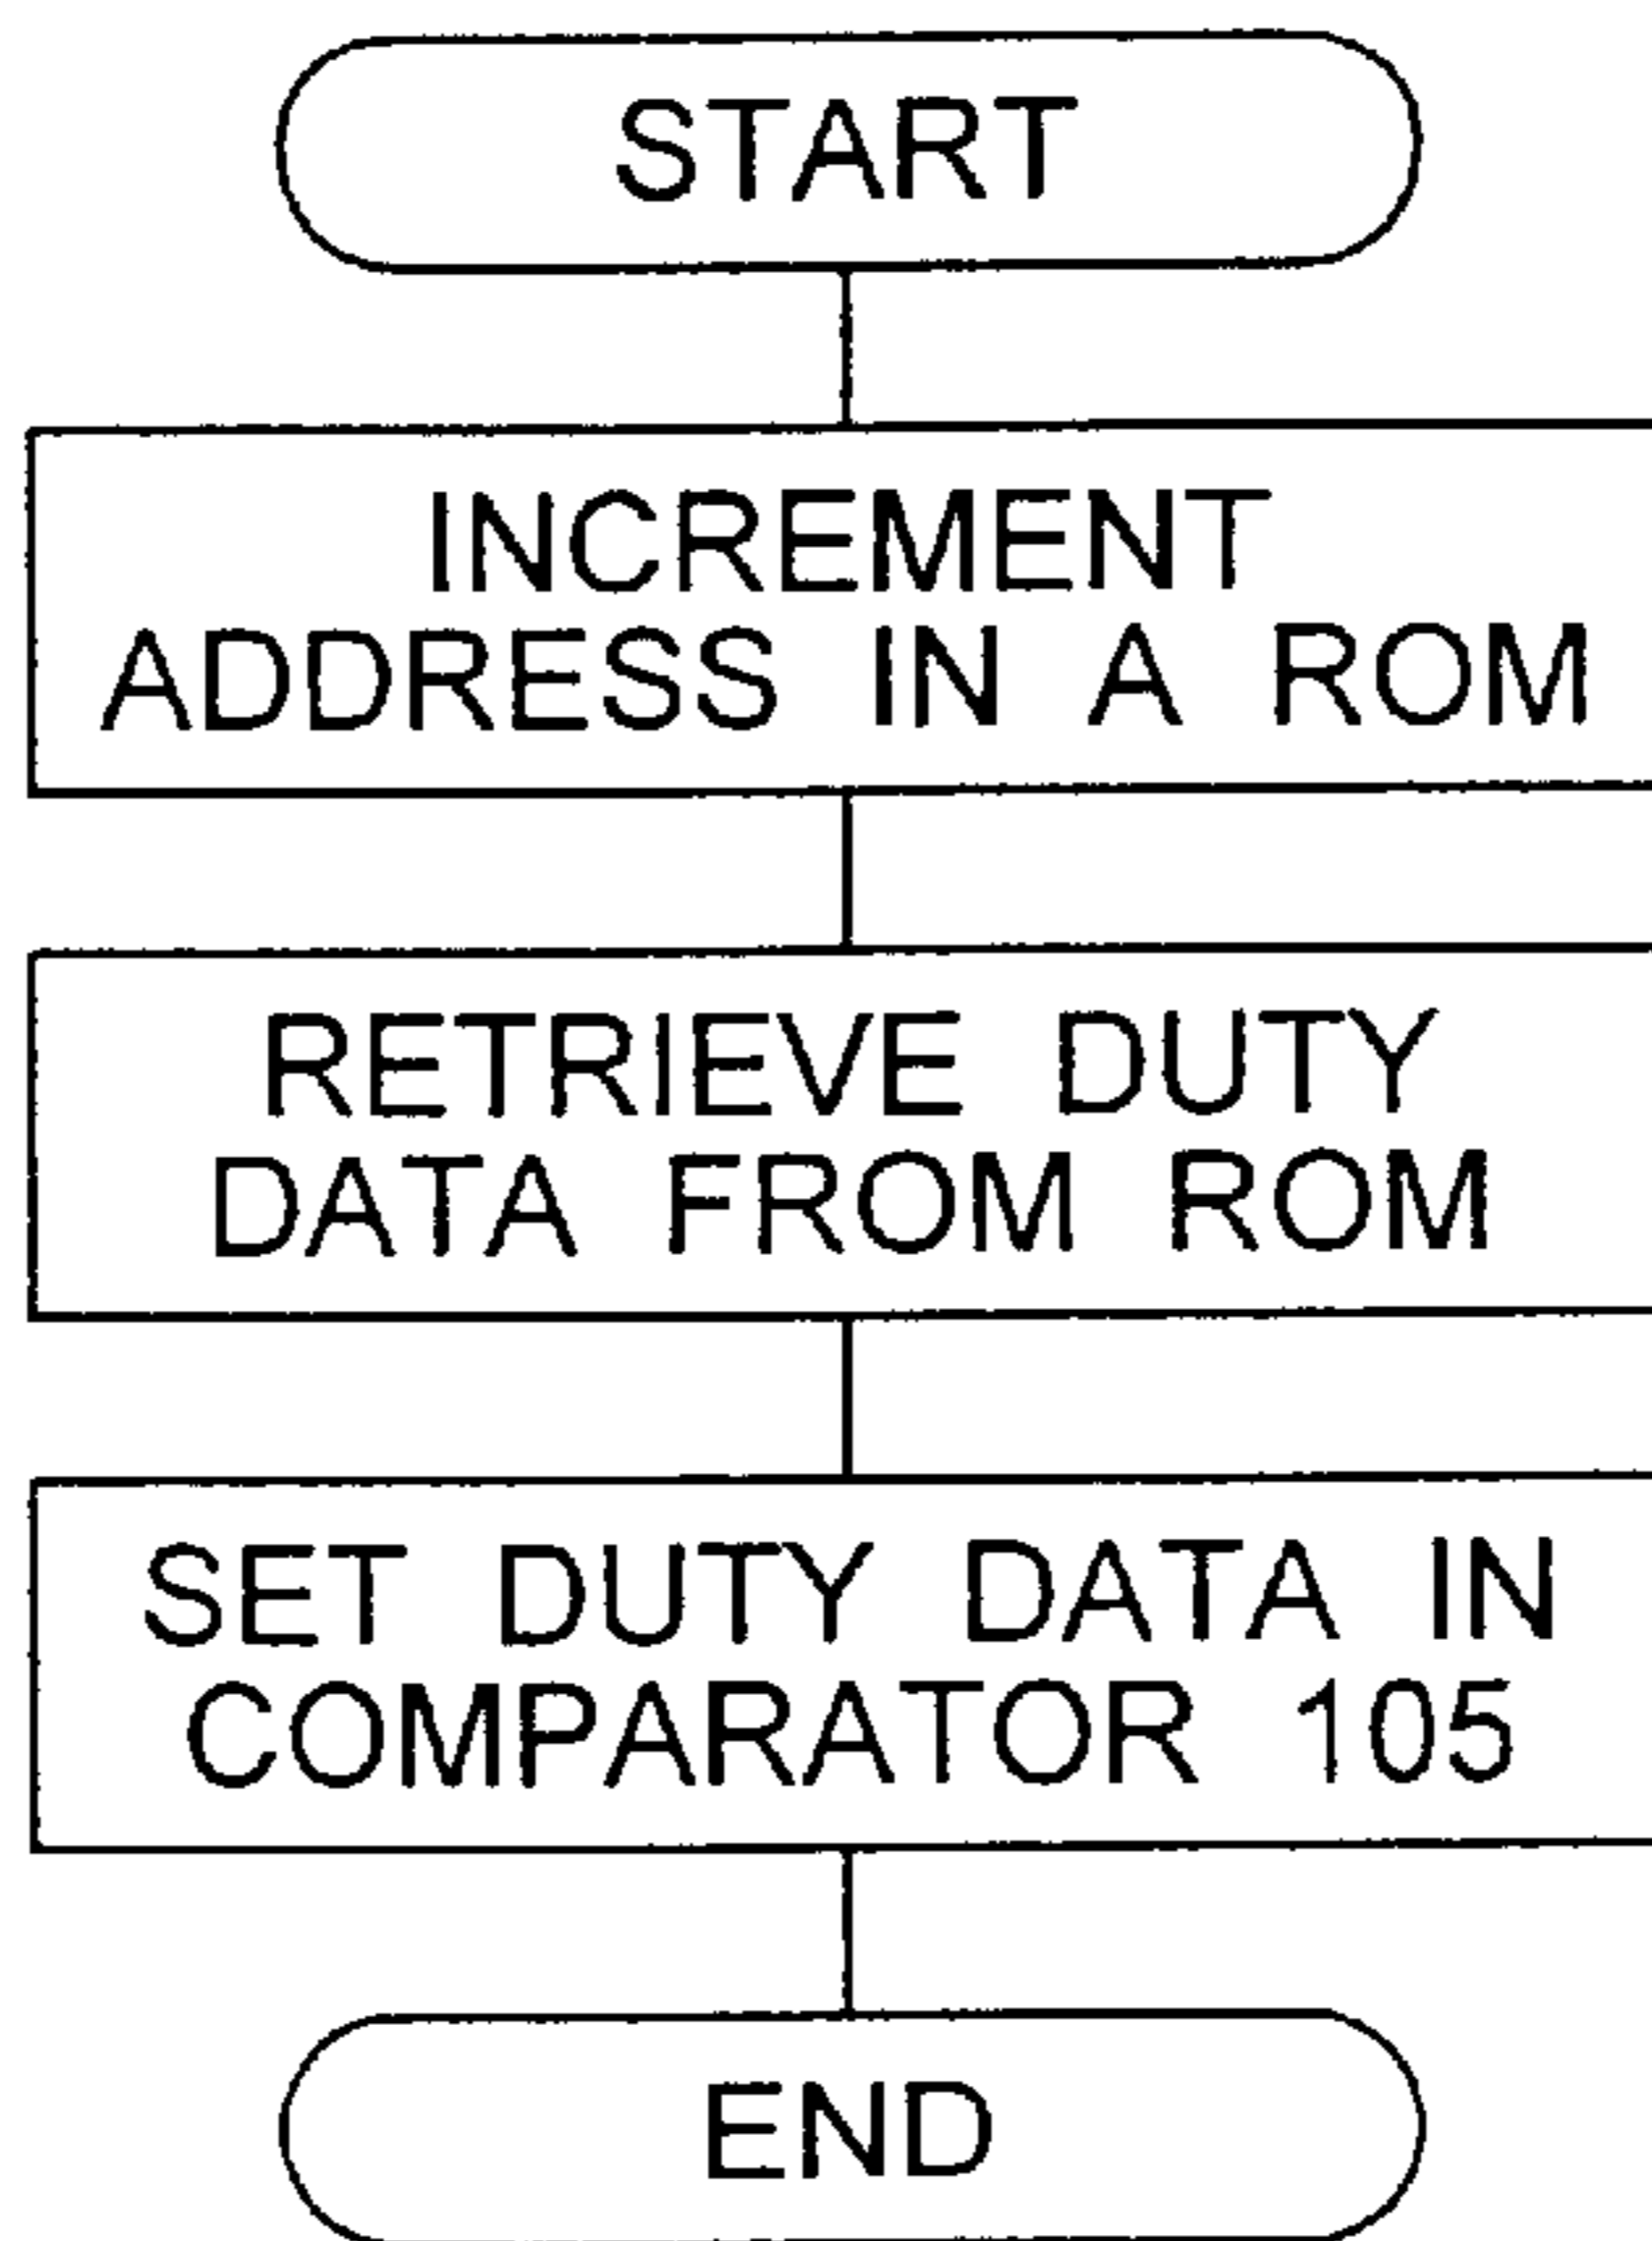 START
INCREMENT
ADDRESS IN A ROM
RETRIEVE DUTY
DATA FROM ROM
SET DUTY DATA IN
COMPARATOR 105
END